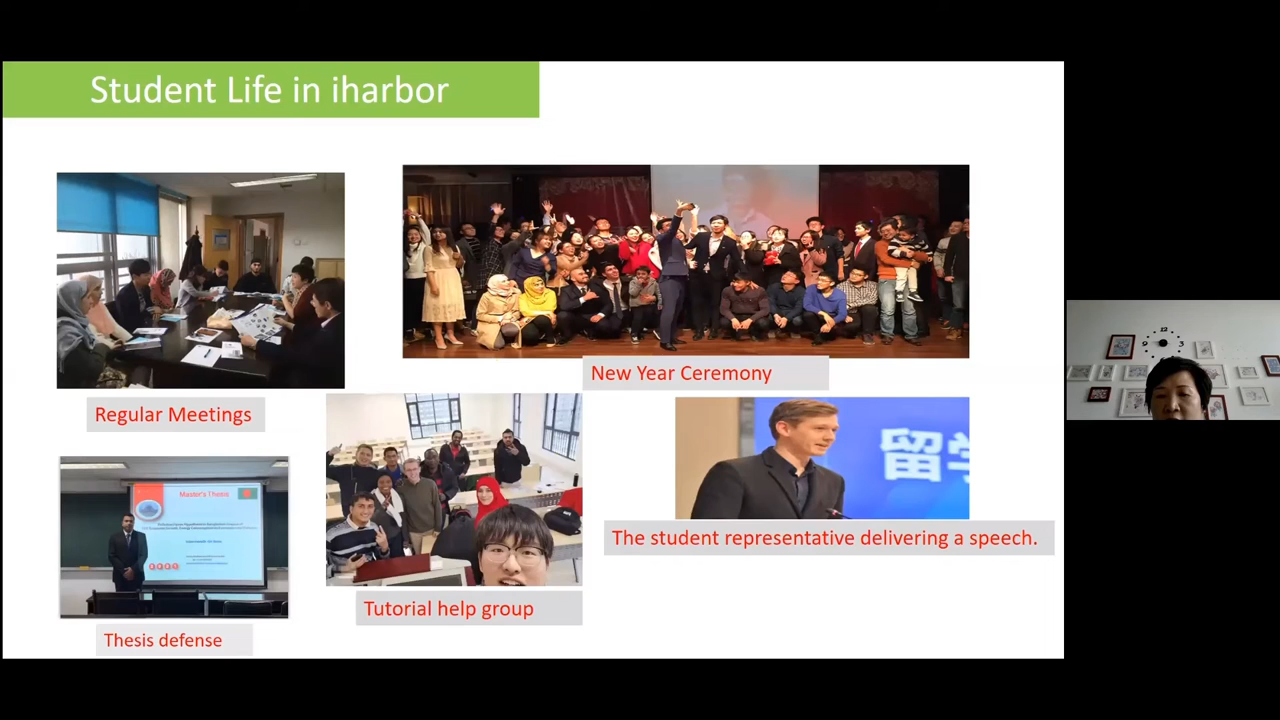 Student Life in iharbor
Regular Meetings
New Year Ceremony
留学
The student representative delivering a speech.
Master's Thesis
Tutorial help group
Thesis defense